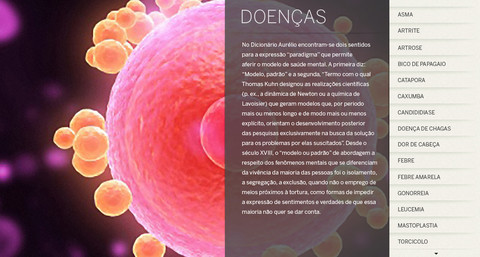 DOENÇAS
No Dicionário Aurélio encontram-se dois sentidos
para a expressão “paradigma” que permite
aferir o modelo de saúde mental. A primeira diz:
“Modelo, padrão” e a segunda, “Termo com o qual
Thomas Kuhn designou as realizações científicas
(p. ex., a dinâmica de Newton ou a química de
Lavoisier) que geram modelos que, por período
mais ou menos longo e de modo mais ou menos
explícito, orientam o desenvolvimento posterior
das pesquisas exclusivamente na busca da solução
para os problemas por elas suscitados”. Desde o
século XVIII, o “modelo ou padrão” de abordagem a
respeito dos fenômenos mentais que se diferenciam
da vivência da maioria das pessoas foi o isolamento,
a segregação, a exclusão, quando não o emprego de
meios próximos à tortura, como formas de impedir
a expressão de sentimentos e verdades de que essa
maioria não quer se dar conta.
ASMA
ARTRITE
ARTROSE
BICO DE PAPAGAIO
CATAPORA
CAXUMBA
CANDIDIDASE
DOENÇA DE CHAGAS
DOR DE CABEÇA
FEBRE
FEBRE AMARELA
GONORREIA
LEUCEMIA
MASTOPLASTIA
TORCICOLO